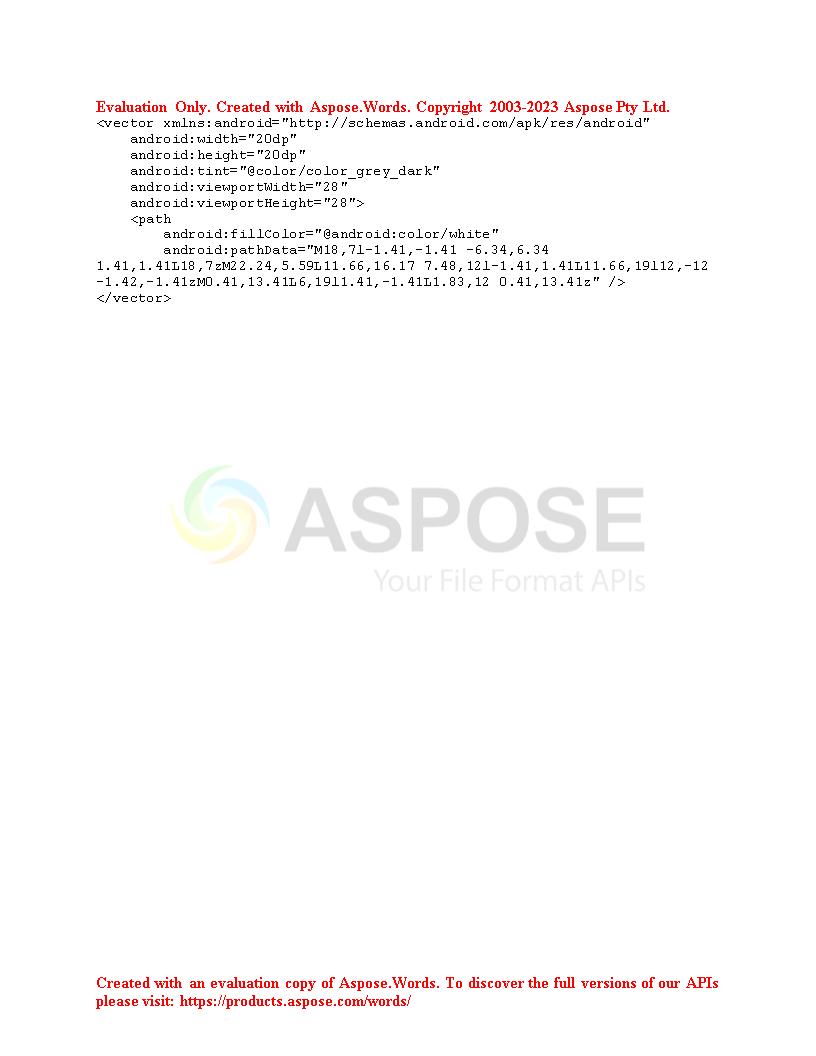 Evaluation Only. Created with Aspose.Words. Copyright 2003-2023 Aspose Pty Ltd.
<vector xmlns:android="http://schemas.android.com/apk/res/android"
    android:width="20dp"
    android:height="20dp"
    android:tint="@color/color_grey_dark"
    android:viewportWidth="28"
    android:viewportHeight="28">
    <path
        android:fillColor="@android:color/white"
        android:pathData="M18,7l-1.41,-1.41 -6.34,6.34
1.41,1.41L18,7zM22.24,5.59L11.66,16.17 7.48,12l-1.41,1.41L11.66,19l12,-12
-1.42,-1.41zM0.41,13.41L6,19l1.41,-1.41L1.83,12 0.41,13.41z" />
</vector>
ASPOSE
Your File Format APIs
Created with an evaluation copy of Aspose.Words. To discover the full versions of our APIs
please visit: https://products.aspose.com/words/